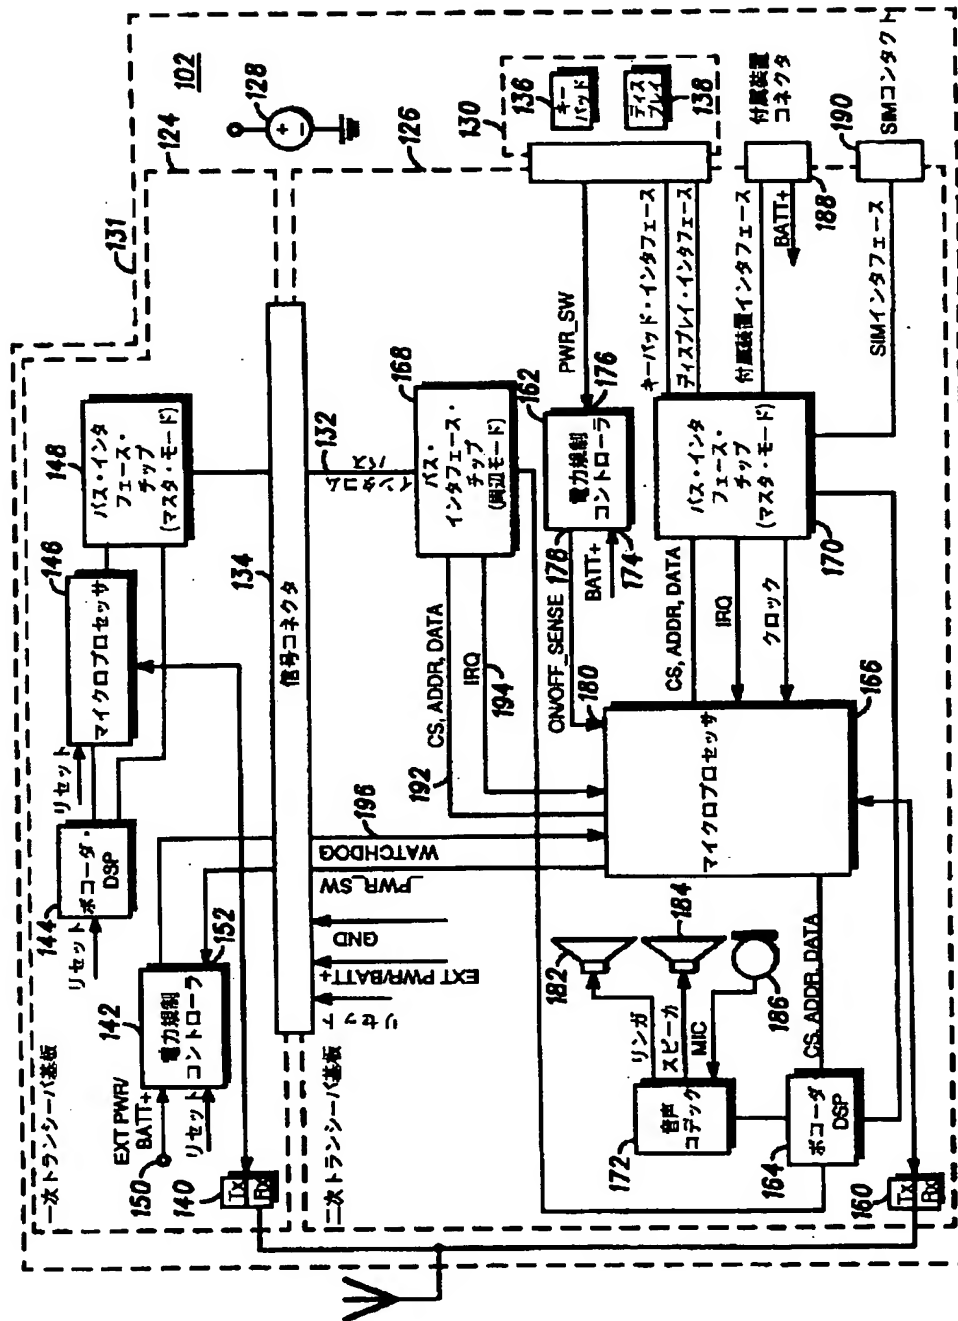 102
131
124
128
126
130
136
キー
パッド
ディス
プレイ
138
付属装置
コネクタ
188
190
SIMコンタクト
一次トランシーバ基板
EXT PWR/
BATT+
150
リセット
142
電力規制
コントローラ
152
140
Tx
Rx
144
リセット
ボコーダ・
DSP
リセット
146
マイクロプロセッサ
148
バス・インタ
フェース・
チップ
(マスタ・モード)
134
信号コネクタ
二次トランシーバ基板
リセット
EXT PWR/BATT+
GND
_PWR_SW
WATCHDOG
196
132
インタコム
バス
168
バス・
インタフェース・
チップ
(周辺モード)
CS, ADDR, DATA
192
IRQ
194
PWR_SW
162
176
電力規制
コントローラ
178
174
BATT+
ON/OFF_SENSE
180
キーパッド・インタフェース
ディスプレイ・インタフェース
付属装置インタフェース
BATT+
SIMインタフェース
バス・インタ
フェース・
チップ
(マスタ・モード)
170
CS, ADDR, DATA
IRQ
クロック
166
マイクロプロセッサ
182
184
186
リンガ
スピーカ
MIC
172
音声
コデック
CS, ADDR, DATA
164
ボコーダ
DSP
160
Tx
Rx